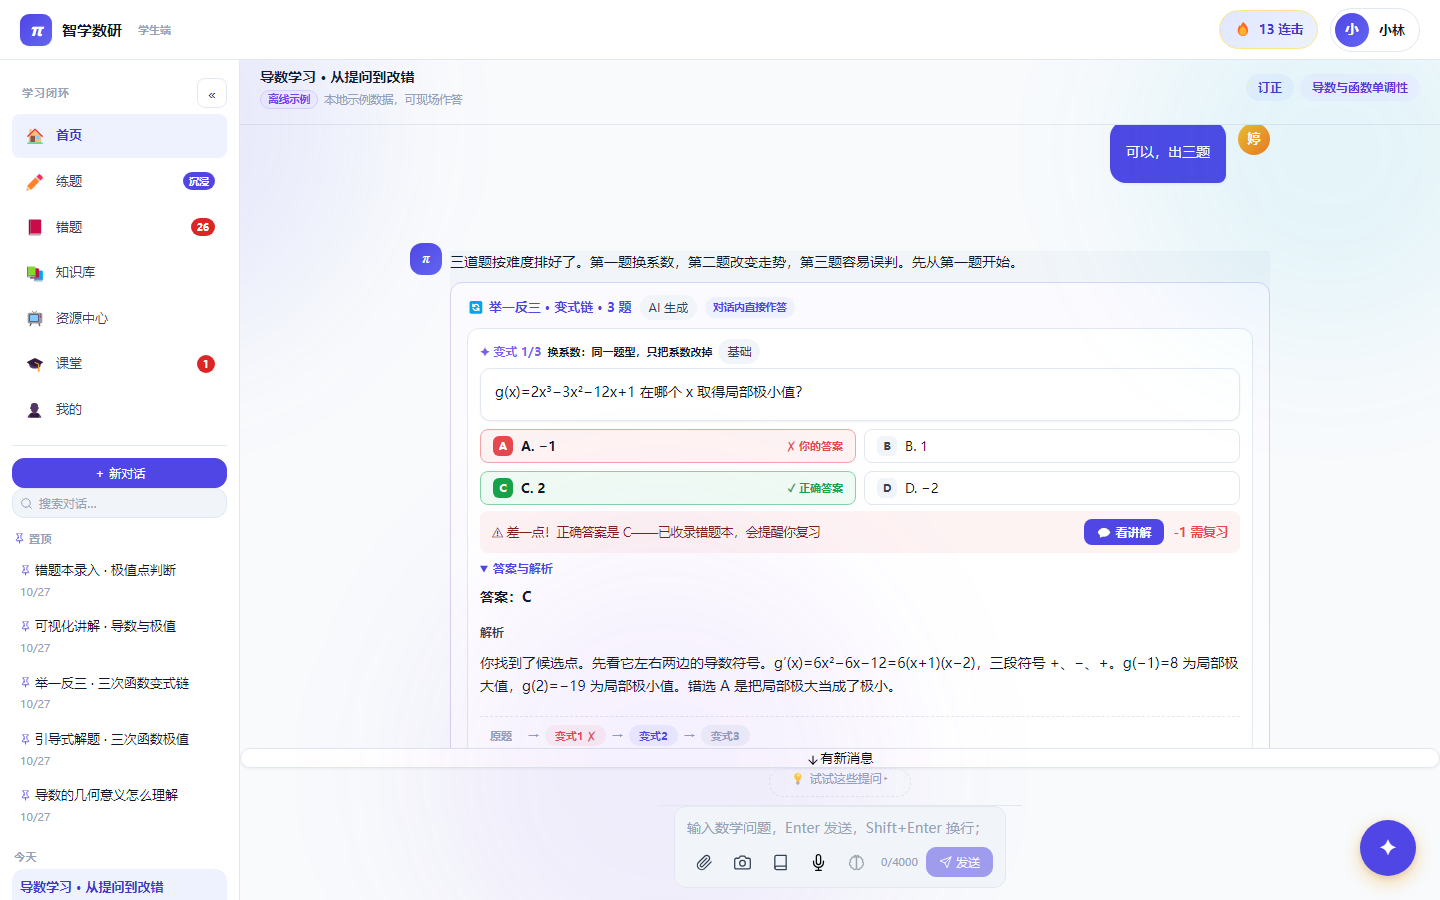 π 智学数研 学生端
13 连击 小 小林
学习闭环 «
首页
练题 沉浸
错题 26
知识库
资源中心
课堂 1
我的
+ 新对话
搜索对话...
置顶
错题本录入 · 极值点判断
10/27
可视化讲解 · 导数与极值
10/27
举一反三 · 三次函数变式链
10/27
引导式解题 · 三次函数极值
10/27
导数的几何意义怎么理解
10/27
今天
导数学习 • 从提问到改错
导数学习 • 从提问到改错
离线示例 本地示例数据，可现场作答
订正 导数与函数单调性
可以，出三题 婷
π 三道题按难度排好了。第一题换系数，第二题改变走势，第三题容易误判。先从第一题开始。
举一反三 • 变式链 • 3 题 AI 生成 对话内直接作答
✦ 变式 1/3 换系数：同一题型，只把系数改掉 基础
g(x)=2x³−3x²−12x+1 在哪个 x 取得局部极小值？
A A. −1 ✗ 你的答案
B B. 1
C C. 2 ✓ 正确答案
D D. −2
⚠ 差一点！正确答案是 C——已收录错题本，会提醒你复习 看讲解 -1 需复习
▼ 答案与解析
答案：C
解析
你找到了候选点。先看它左右两边的导数符号。g′(x)=6x²−6x−12=6(x+1)(x−2)，三段符号 +、−、+。g(−1)=8 为局部极
大值，g(2)=−19 为局部极小值。错选 A 是把局部极大当成了极小。
原题 → 变式1 ✗ → 变式2 → 变式3
↓ 有新消息
试试这些提问
输入数学问题，Enter 发送，Shift+Enter 换行；
0/4000 发送